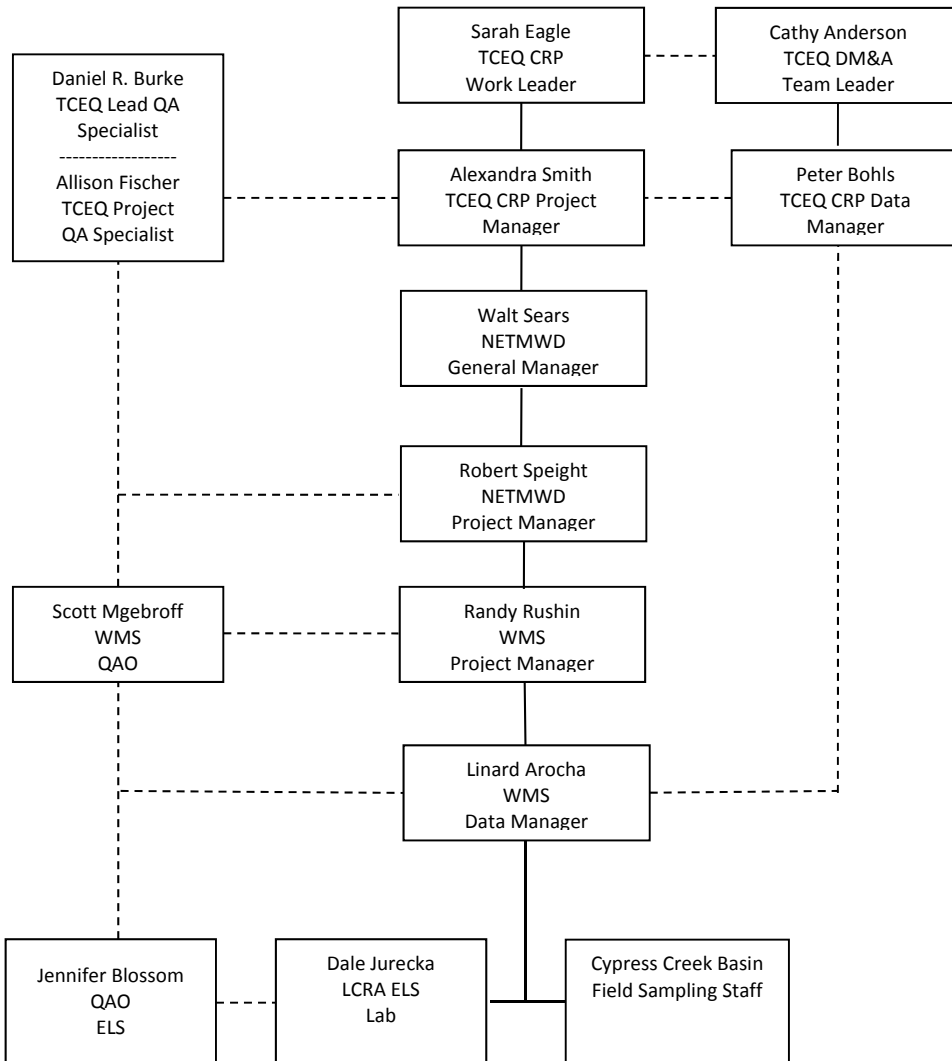 Sarah Eagle
TCEQ CRP
Work Leader
Cathy Anderson
TCEQ DM&A
Team Leader
Daniel R. Burke
TCEQ Lead QA
Specialist
------------------
Allison Fischer
TCEQ Project
QA Specialist
Alexandra Smith
TCEQ CRP Project
Manager
Peter Bohls
TCEQ CRP Data
Manager
Walt Sears
NETMWD
General Manager
Robert Speight
NETMWD
Project Manager
Scott Mgebroff
WMS
QAO
Randy Rushin
WMS
Project Manager
Linard Arocha
WMS
Data Manager
Jennifer Blossom
QAO
ELS
Dale Jurecka
LCRA ELS
Lab
Cypress Creek Basin
Field Sampling Staff